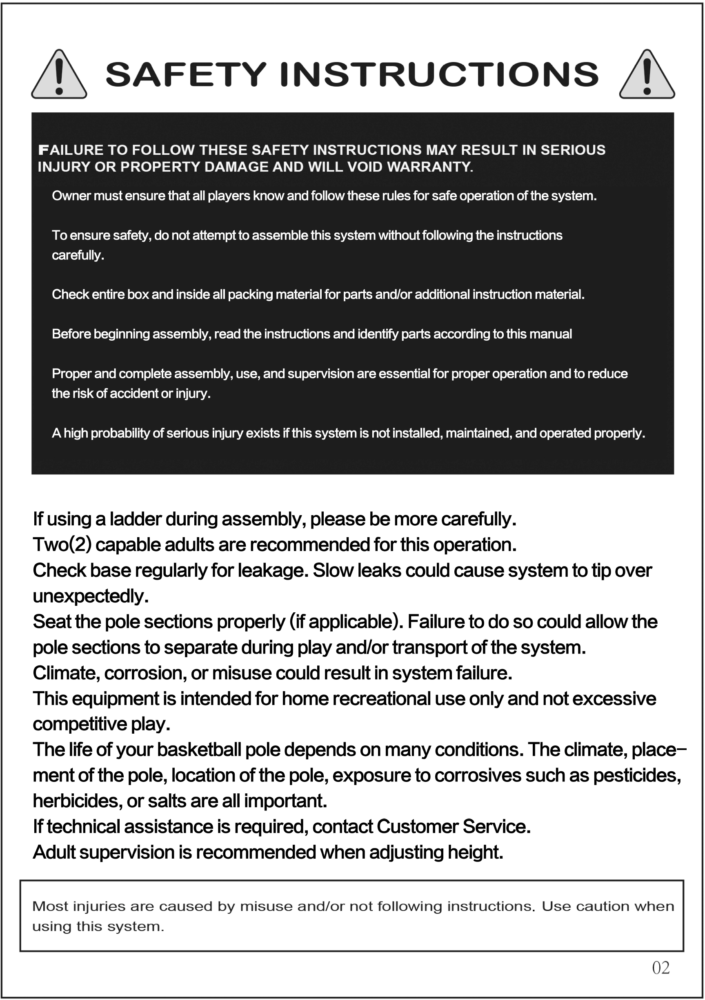 SAFETY INSTRUCTIONS
FAILURE TO FOLLOW THESE SAFETY INSTRUCTIONS MAY RESULT IN SERIOUS
INJURY OR PROPERTY DAMAGE AND WILL VOID WARRANTY.
Owner must ensure that all players know and follow these rules for safe operation of the system.
To ensure safety, do not attempt to assemble this system without following the instructions
carefully.
Check entire box and inside all packing material for parts and/or additional instruction material.
Before beginning assembly, read the instructions and identify parts according to this manual
Proper and complete assembly, use, and supervision are essential for proper operation and to reduce
the risk of accident or injury.
A high probability of serious injury exists if this system is not installed, maintained, and operated properly.
If using a ladder during assembly, please be more carefully.
Two(2) capable adults are recommended for this operation.
Check base regularly for leakage. Slow leaks could cause system to tip over
unexpectedly.
Seat the pole sections properly (if applicable). Failure to do so could allow the
pole sections to separate during play and/or transport of the system.
Climate, corrosion, or misuse could result in system failure.
This equipment is intended for home recreational use only and not excessive
competitive play.
The life of your basketball pole depends on many conditions. The climate, place–
ment of the pole, location of the pole, exposure to corrosives such as pesticides,
herbicides, or salts are all important.
If technical assistance is required, contact Customer Service.
Adult supervision is recommended when adjusting height.
Most injuries are caused by misuse and/or not following instructions. Use caution when
using this system.
02